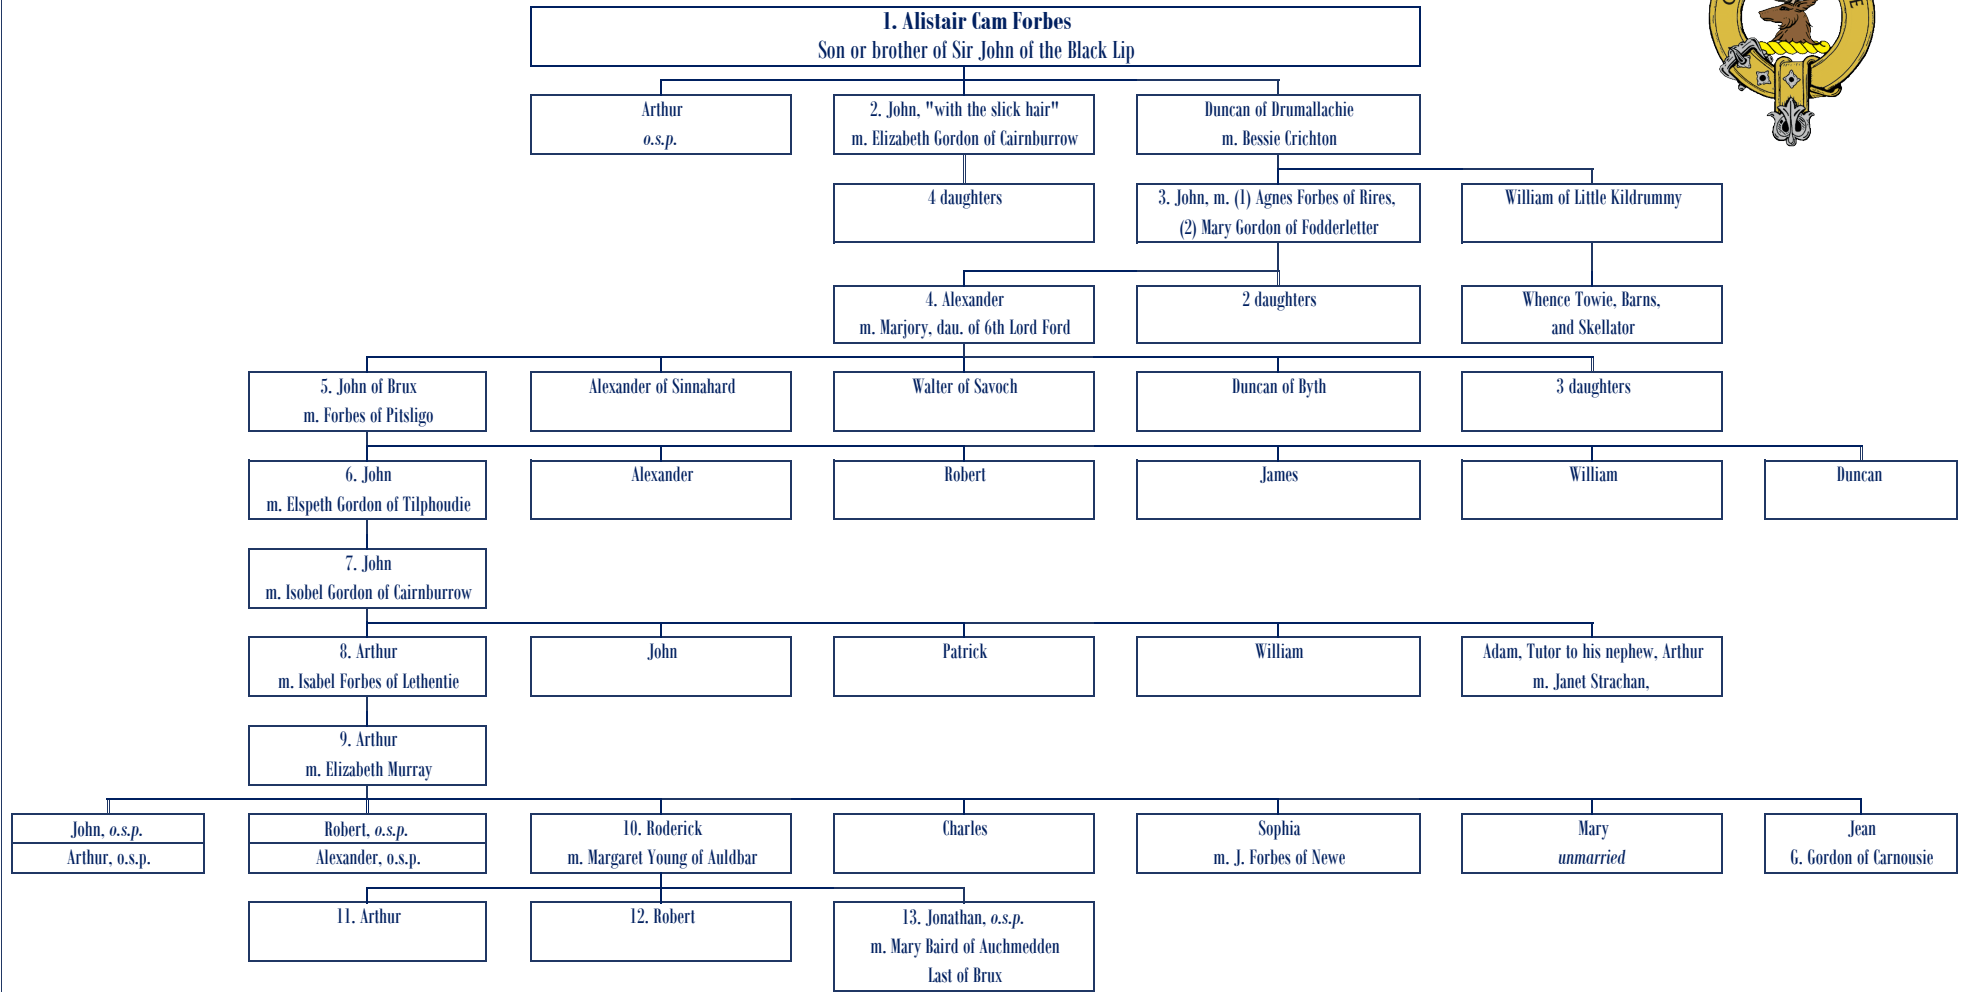 1. Alistair Cam Forbes
Son or brother of Sir John of the Black Lip
Arthur
o.s.p.
2. John, "with the slick hair"
m. Elizabeth Gordon of Cairnburrow
Duncan of Drumallachie
m. Bessie Crichton
4 daughters
3. John, m. (1) Agnes Forbes of Rires,
(2) Mary Gordon of Fodderletter
William of Little Kildrummy
4. Alexander
m. Marjory, dau. of 6th Lord Ford
2 daughters
Whence Towie, Barns,
and Skellator
5. John of Brux
m. Forbes of Pitsligo
Alexander of Sinnahard
Walter of Savoch
Duncan of Byth
3 daughters
6. John
m. Elspeth Gordon of Tilphoudie
Alexander
Robert
James
William
Duncan
7. John
m. Isobel Gordon of Cairnburrow
8. Arthur
m. Isabel Forbes of Lethentie
John
Patrick
William
Adam, Tutor to his nephew, Arthur
m. Janet Strachan,
9. Arthur
m. Elizabeth Murray
John, o.s.p.
Arthur, o.s.p.
Robert, o.s.p.
Alexander, o.s.p.
10. Roderick
m. Margaret Young of Auldbar
Charles
Sophia
m. J. Forbes of Newe
Mary
unmarried
Jean
G. Gordon of Carnousie
11. Arthur
12. Robert
13. Jonathan, o.s.p.
m. Mary Baird of Auchmedden
Last of Brux